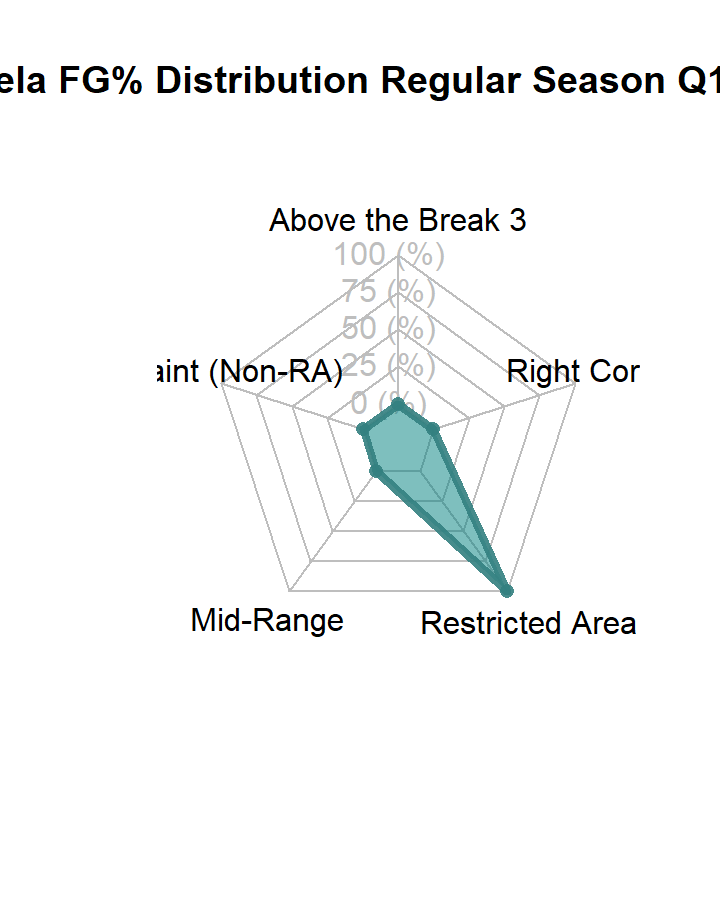 ela FG% Distribution Regular Season Q1
Above the Break 3
100 (%)
75 (%)
50 (%)
aint (Non-RA)
25 (%)
Right Cor
0 (%)
Mid-Range
Restricted Area